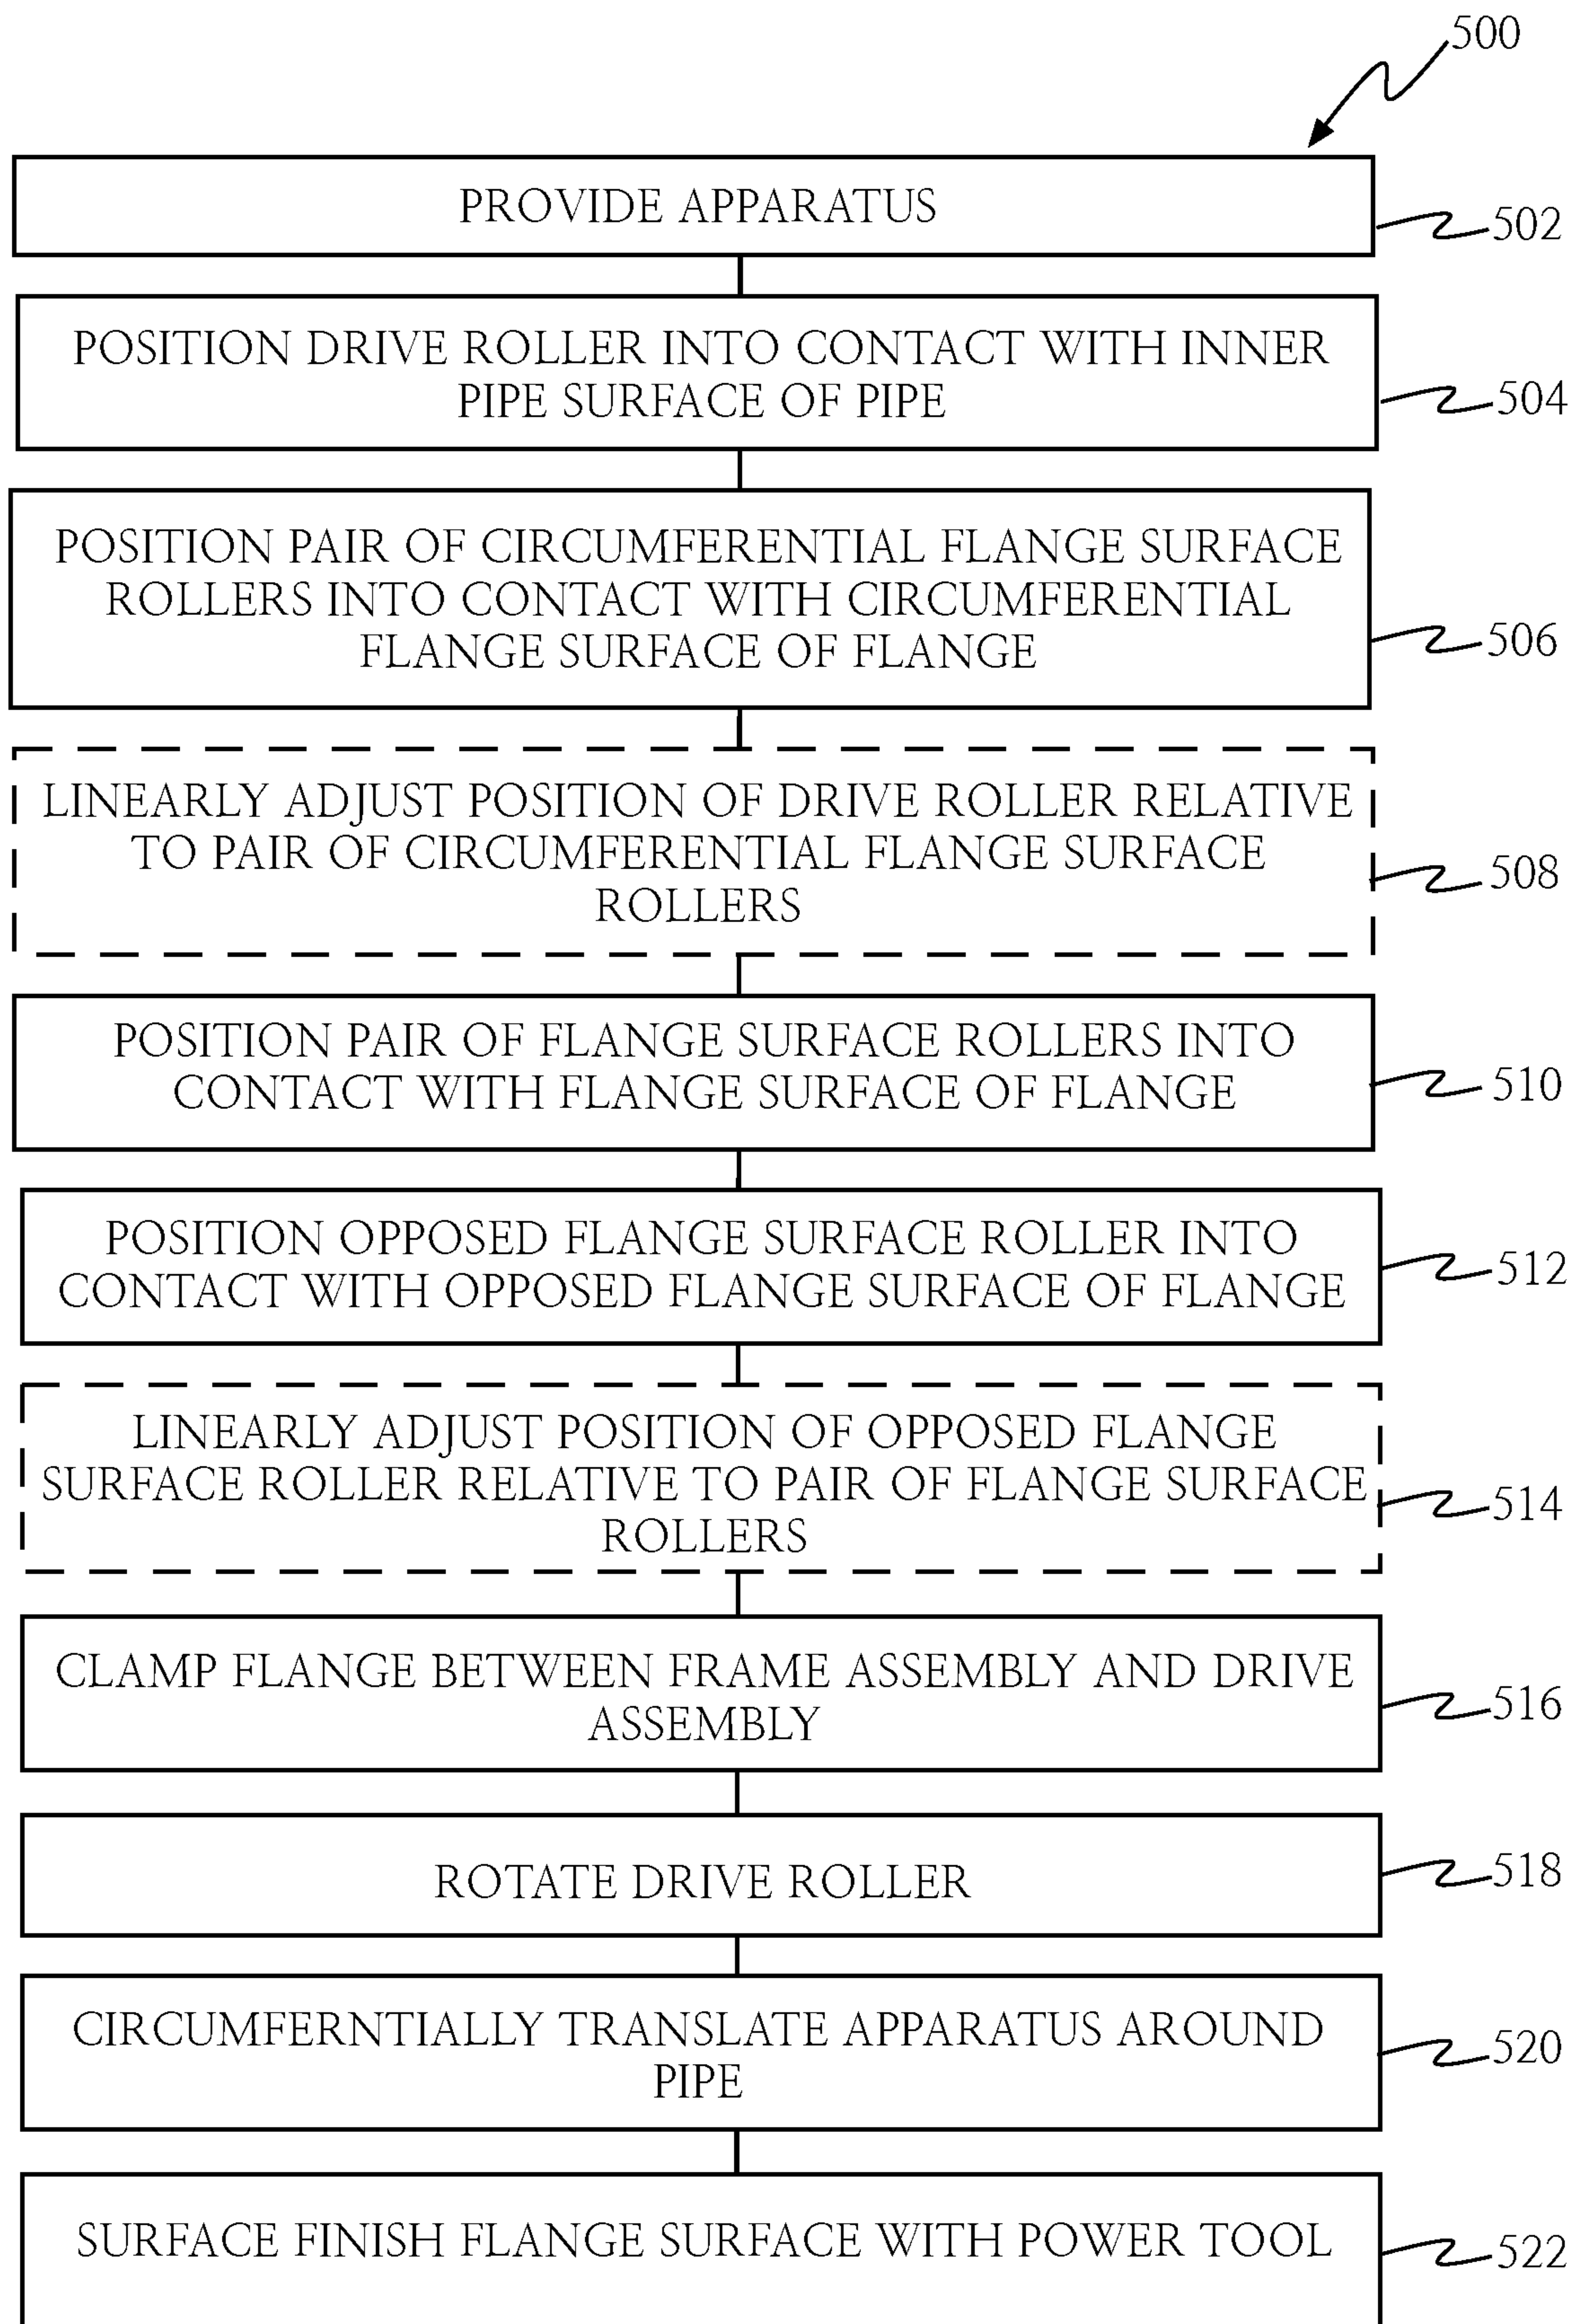 500
PROVIDE APPARATUS
502
POSITION DRIVE ROLLER INTO CONTACT WITH INNER
PIPE SURFACE OF PIPE
504
POSITION PAIR OF CIRCUMFERENTIAL FLANGE SURFACE
ROLLERS INTO CONTACT WITH CIRCUMFERENTIAL
FLANGE SURFACE OF FLANGE
506
LINEARLY ADJUST POSITION OF DRIVE ROLLER RELATIVE
TO PAIR OF CIRCUMFERENTIAL FLANGE SURFACE
ROLLERS
508
POSITION PAIR OF FLANGE SURFACE ROLLERS INTO
CONTACT WITH FLANGE SURFACE OF FLANGE
510
POSITION OPPOSED FLANGE SURFACE ROLLER INTO
CONTACT WITH OPPOSED FLANGE SURFACE OF FLANGE
512
LINEARLY ADJUST POSITION OF OPPOSED FLANGE
SURFACE ROLLER RELATIVE TO PAIR OF FLANGE SURFACE
ROLLERS
514
CLAMP FLANGE BETWEEN FRAME ASSEMBLY AND DRIVE
ASSEMBLY
516
ROTATE DRIVE ROLLER
518
CIRCUMFERNTIALLY TRANSLATE APPARATUS AROUND
PIPE
520
SURFACE FINISH FLANGE SURFACE WITH POWER TOOL
522